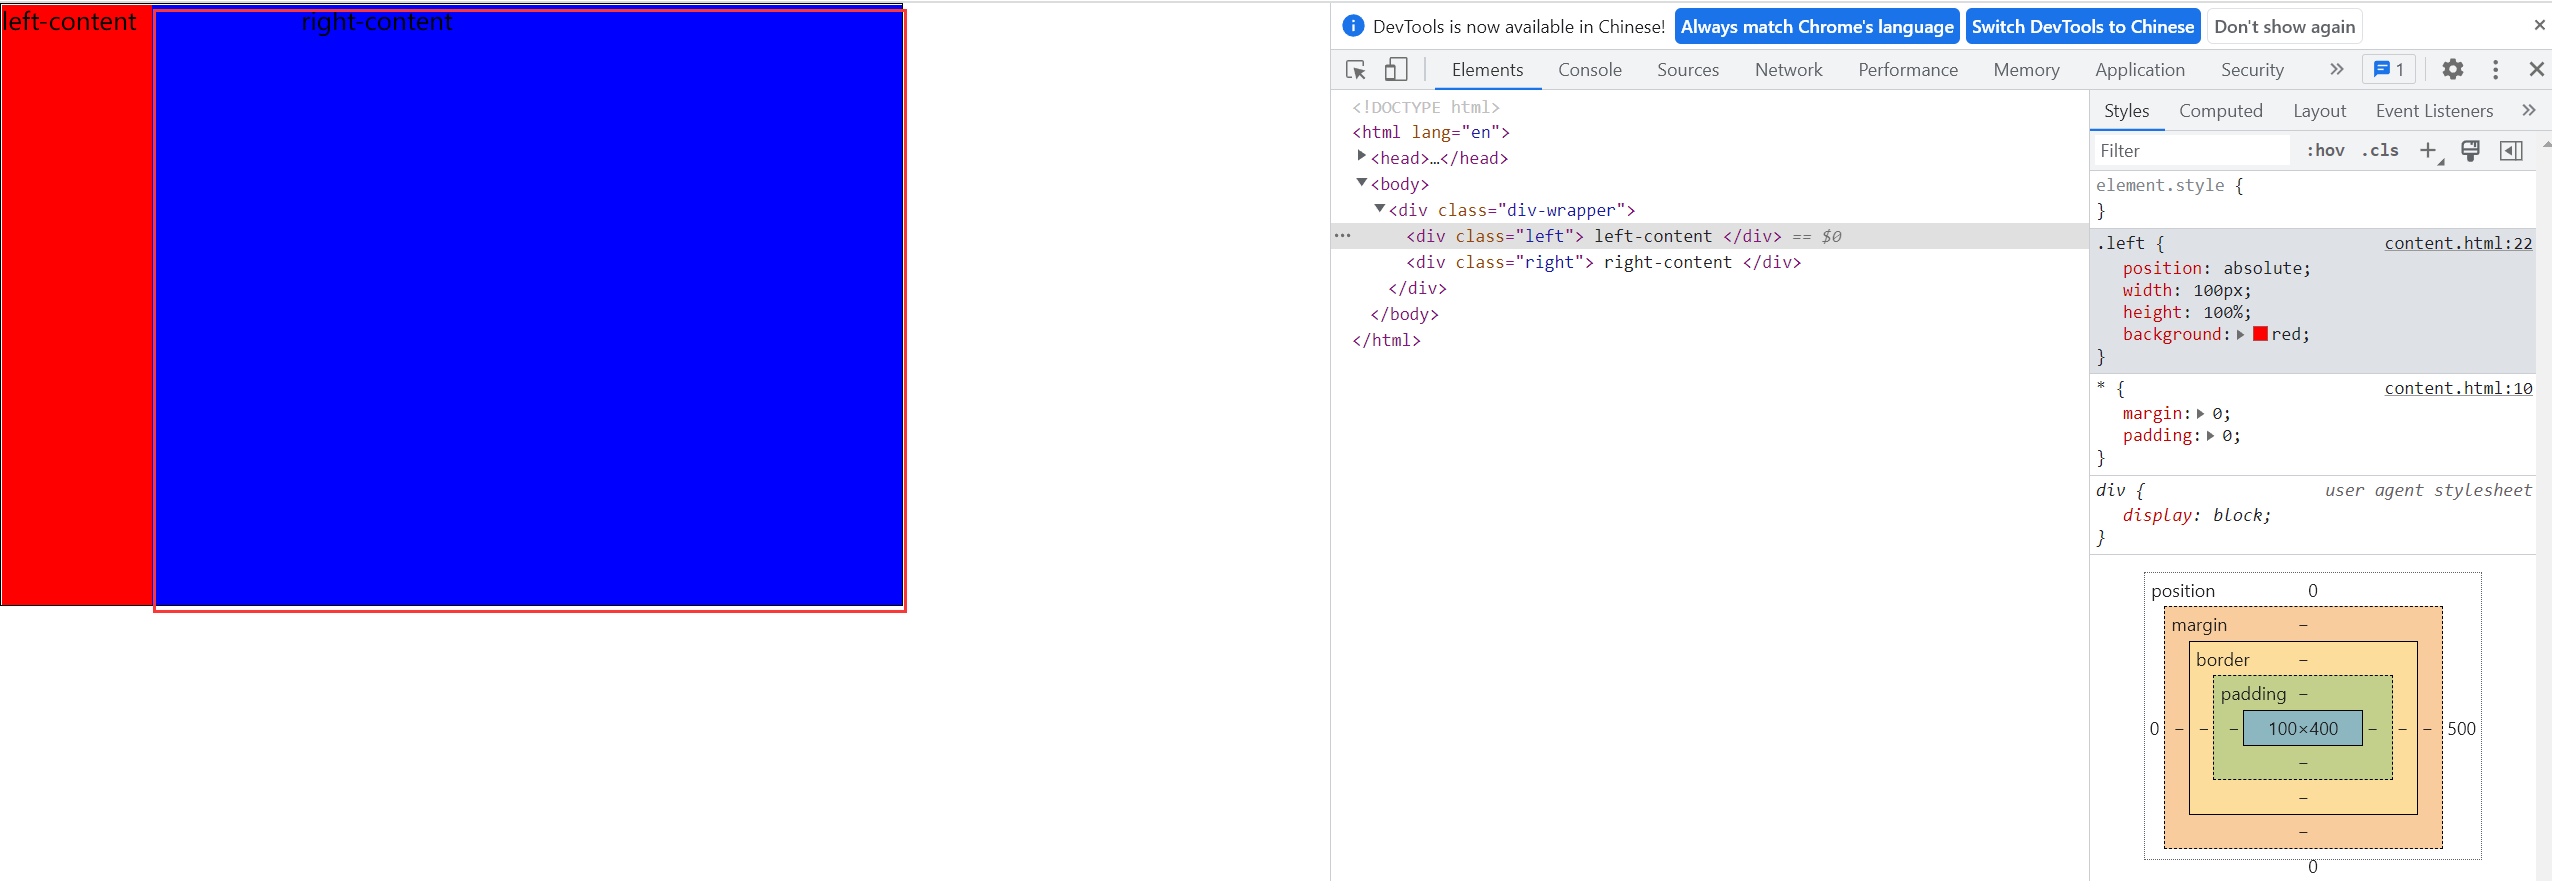 left-content
right-content
DevTools is now available in Chinese! Always match Chrome's language Switch DevTools to Chinese Don't show again
Elements Console Sources Network Performance Memory Application Security 1
<!DOCTYPE html>
<html lang="en">
<head>…</head>
<body>
<div class="div-wrapper">
<div class="left"> left-content </div> == $0
<div class="right"> right-content </div>
</div>
</body>
</html>
Styles Computed Layout Event Listeners
Filter :hov .cls
element.style {
}
.left { content.html:22
position: absolute;
width: 100px;
height: 100%;
background: red;
}
* { content.html:10
margin: 0;
padding: 0;
}
div { user agent stylesheet
display: block;
}
position 0
margin –
border –
padding –
0 – – – 100×400 – – – 500
–
–
–
0